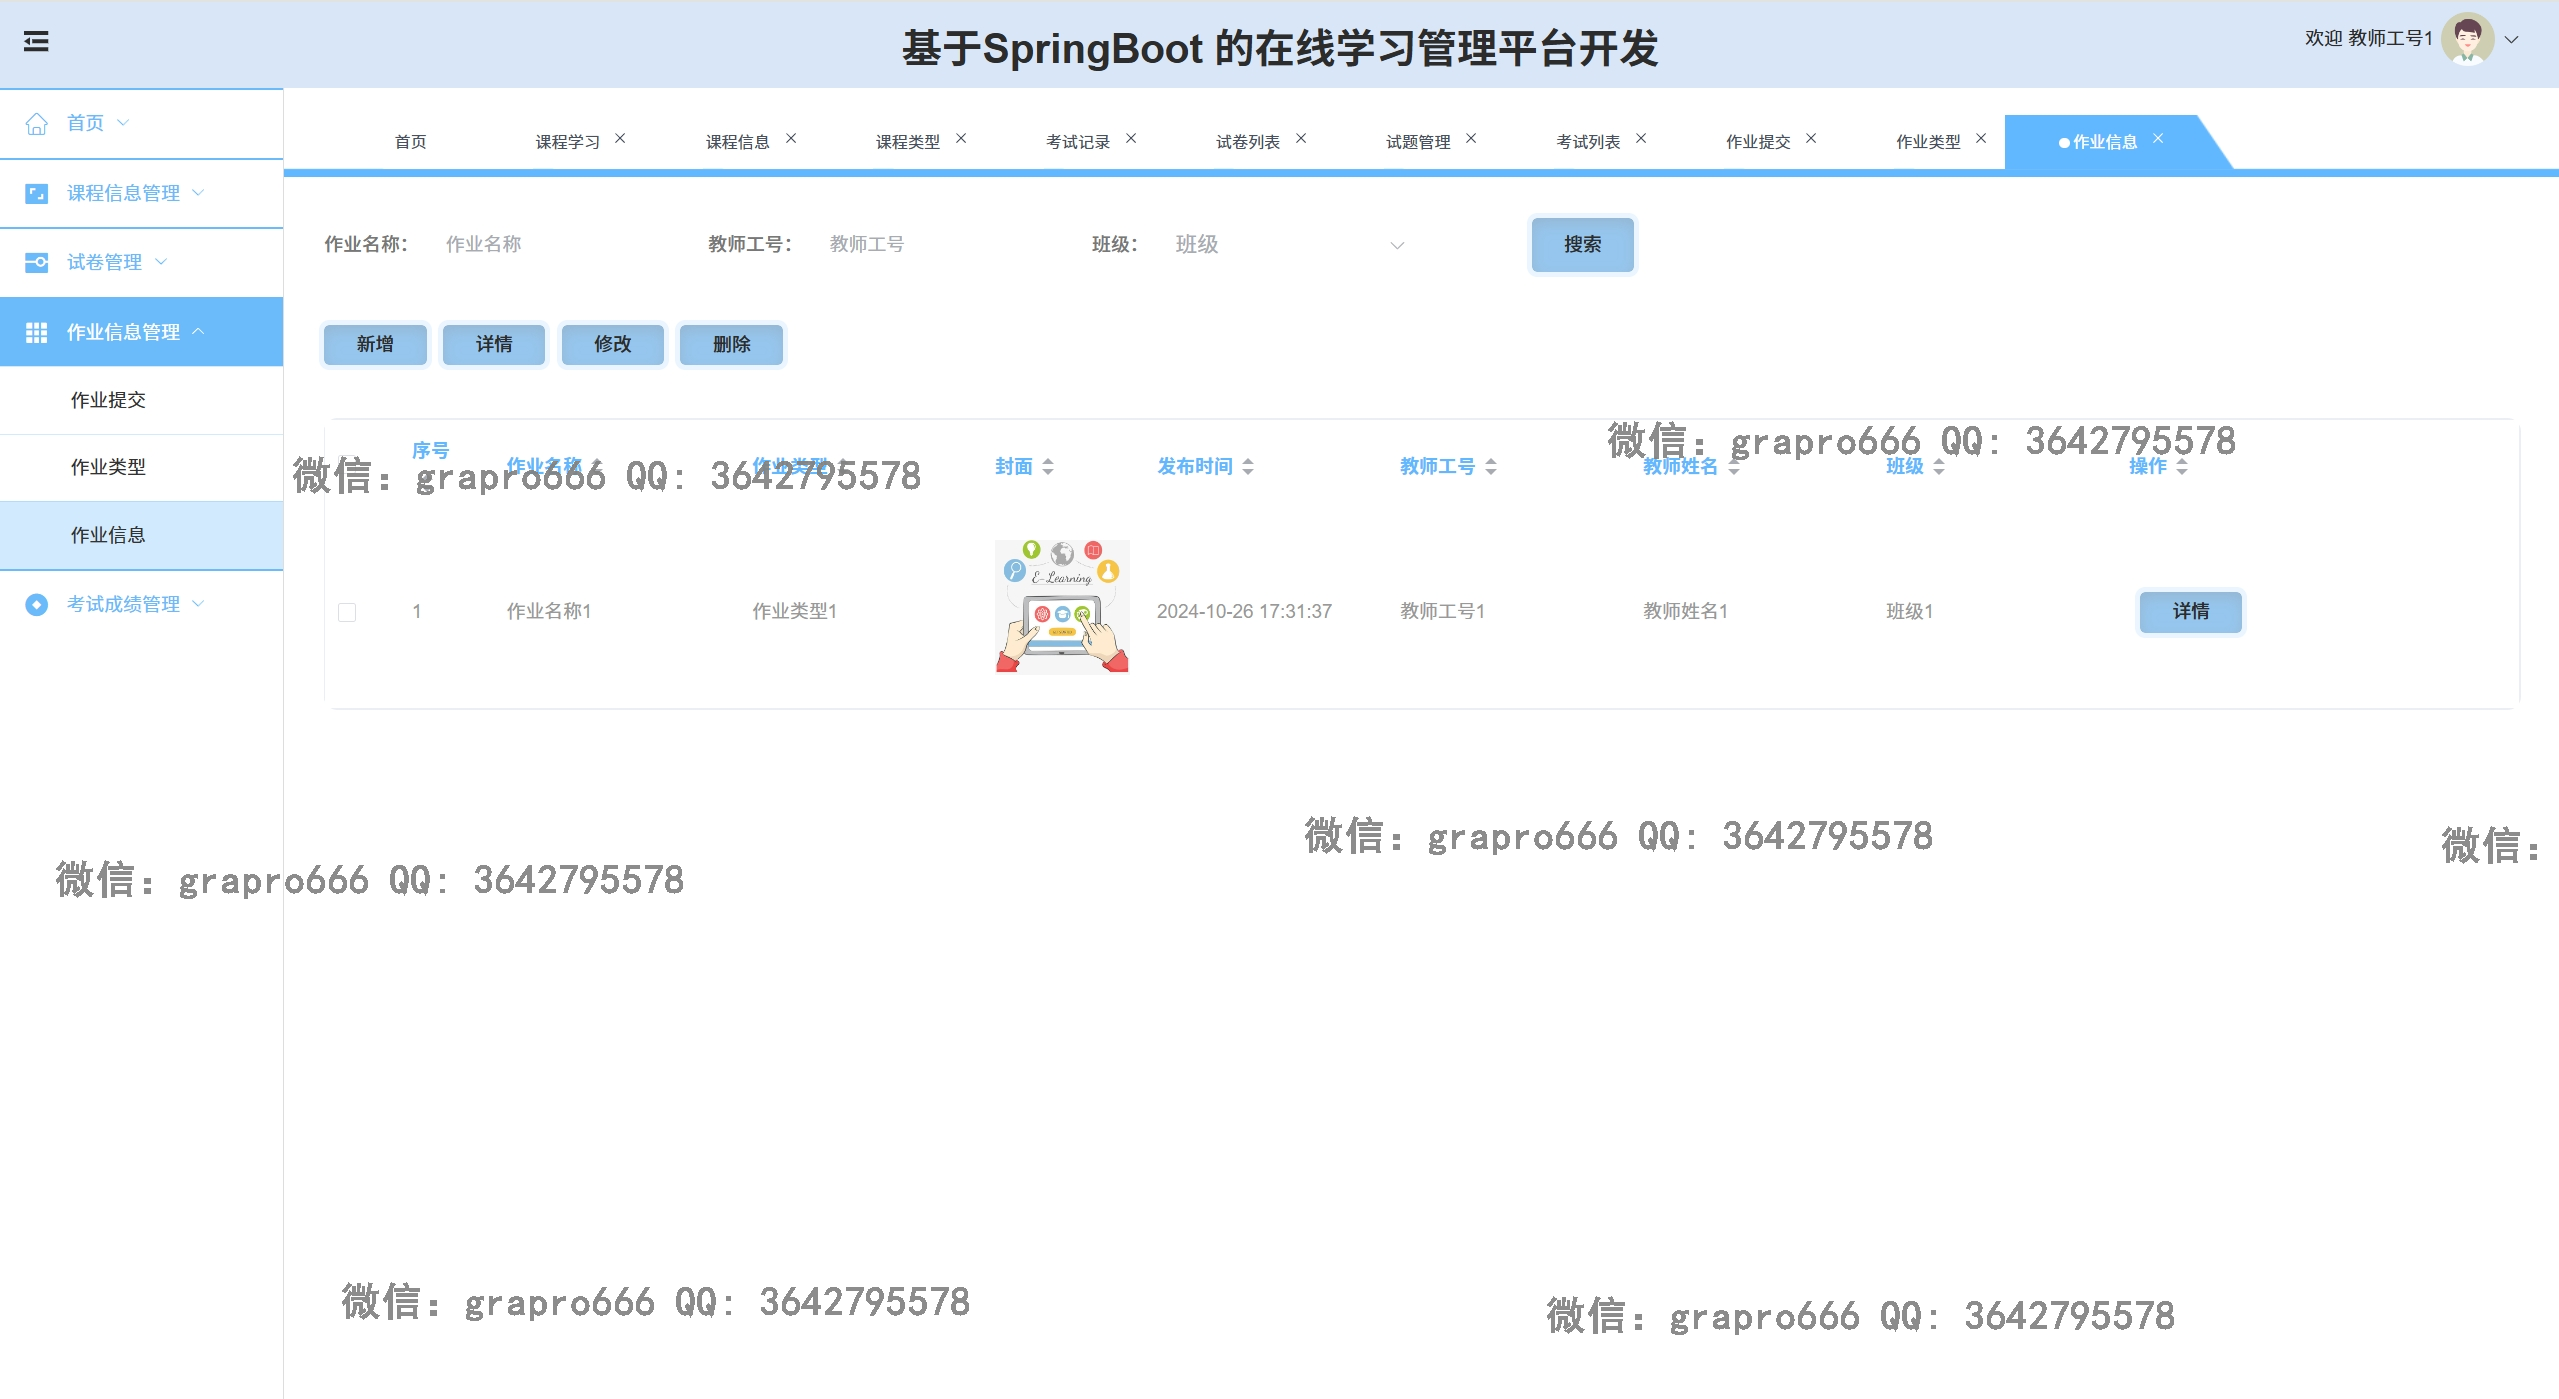 基于SpringBoot 的在线学习管理平台开发
欢迎 教师工号1
首页
课程信息管理
试卷管理
作业信息管理
作业提交
作业类型
作业信息
考试成绩管理
首页 课程学习 课程信息 课程类型 考试记录 试卷列表 试题管理 考试列表 作业提交 作业类型 作业信息
作业名称： 作业名称 教师工号： 教师工号 班级： 班级 搜索
新增 详情 修改 删除
序号 作业名称 作业类型 封面 发布时间 教师工号 教师姓名 班级 操作
微信：grapro666 QQ: 3642795578
微信：grapro666 QQ: 3642795578
E-Learning
1 作业名称1 作业类型1 2024-10-26 17:31:37 教师工号1 教师姓名1 班级1 详情
微信：grapro666 QQ: 3642795578
微信：
微信：grapro666 QQ: 3642795578
微信：grapro666 QQ: 3642795578
微信：grapro666 QQ: 3642795578